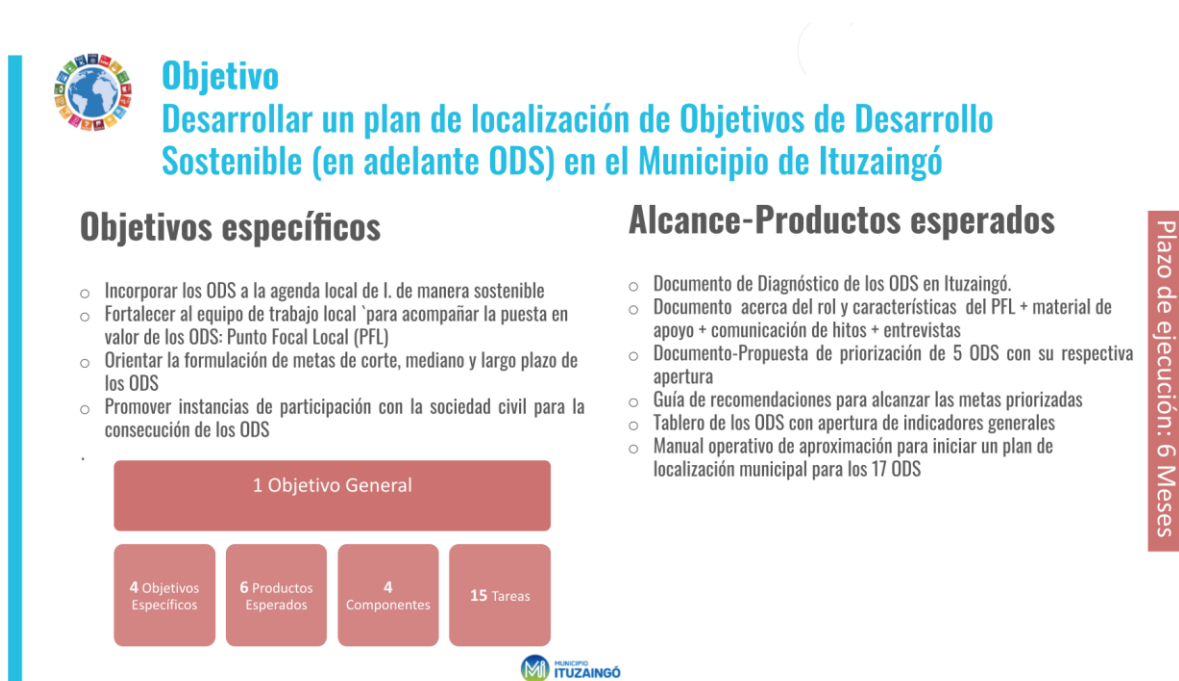 Objetivo
Desarrollar un plan de localización de Objetivos de Desarrollo
Sostenible (en adelante ODS) en el Municipio de Ituzaingó
Objetivos específicos
○ Incorporar los ODS a la agenda local de I. de manera sostenible
○ Fortalecer al equipo de trabajo local `para acompañar la puesta en
valor de los ODS: Punto Focal Local (PFL)
○ Orientar la formulación de metas de corte, mediano y largo plazo de
los ODS
○ Promover instancias de participación con la sociedad civil para la
consecución de los ODS
.
1 Objetivo General
4 Objetivos
Específicos
6 Productos
Esperados
4
Componentes
15 Tareas
Alcance-Productos esperados
○ Documento de Diagnóstico de los ODS en Ituzaingó.
○ Documento acerca del rol y características del PFL + material de
apoyo + comunicación de hitos + entrevistas
○ Documento-Propuesta de priorización de 5 ODS con su respectiva
apertura
○ Guía de recomendaciones para alcanzar las metas priorizadas
○ Tablero de los ODS con apertura de indicadores generales
○ Manual operativo de aproximación para iniciar un plan de
localización municipal para los 17 ODS
Plazo de ejecución: 6 Meses
MUNICIPIO
ITUZAINGÓ